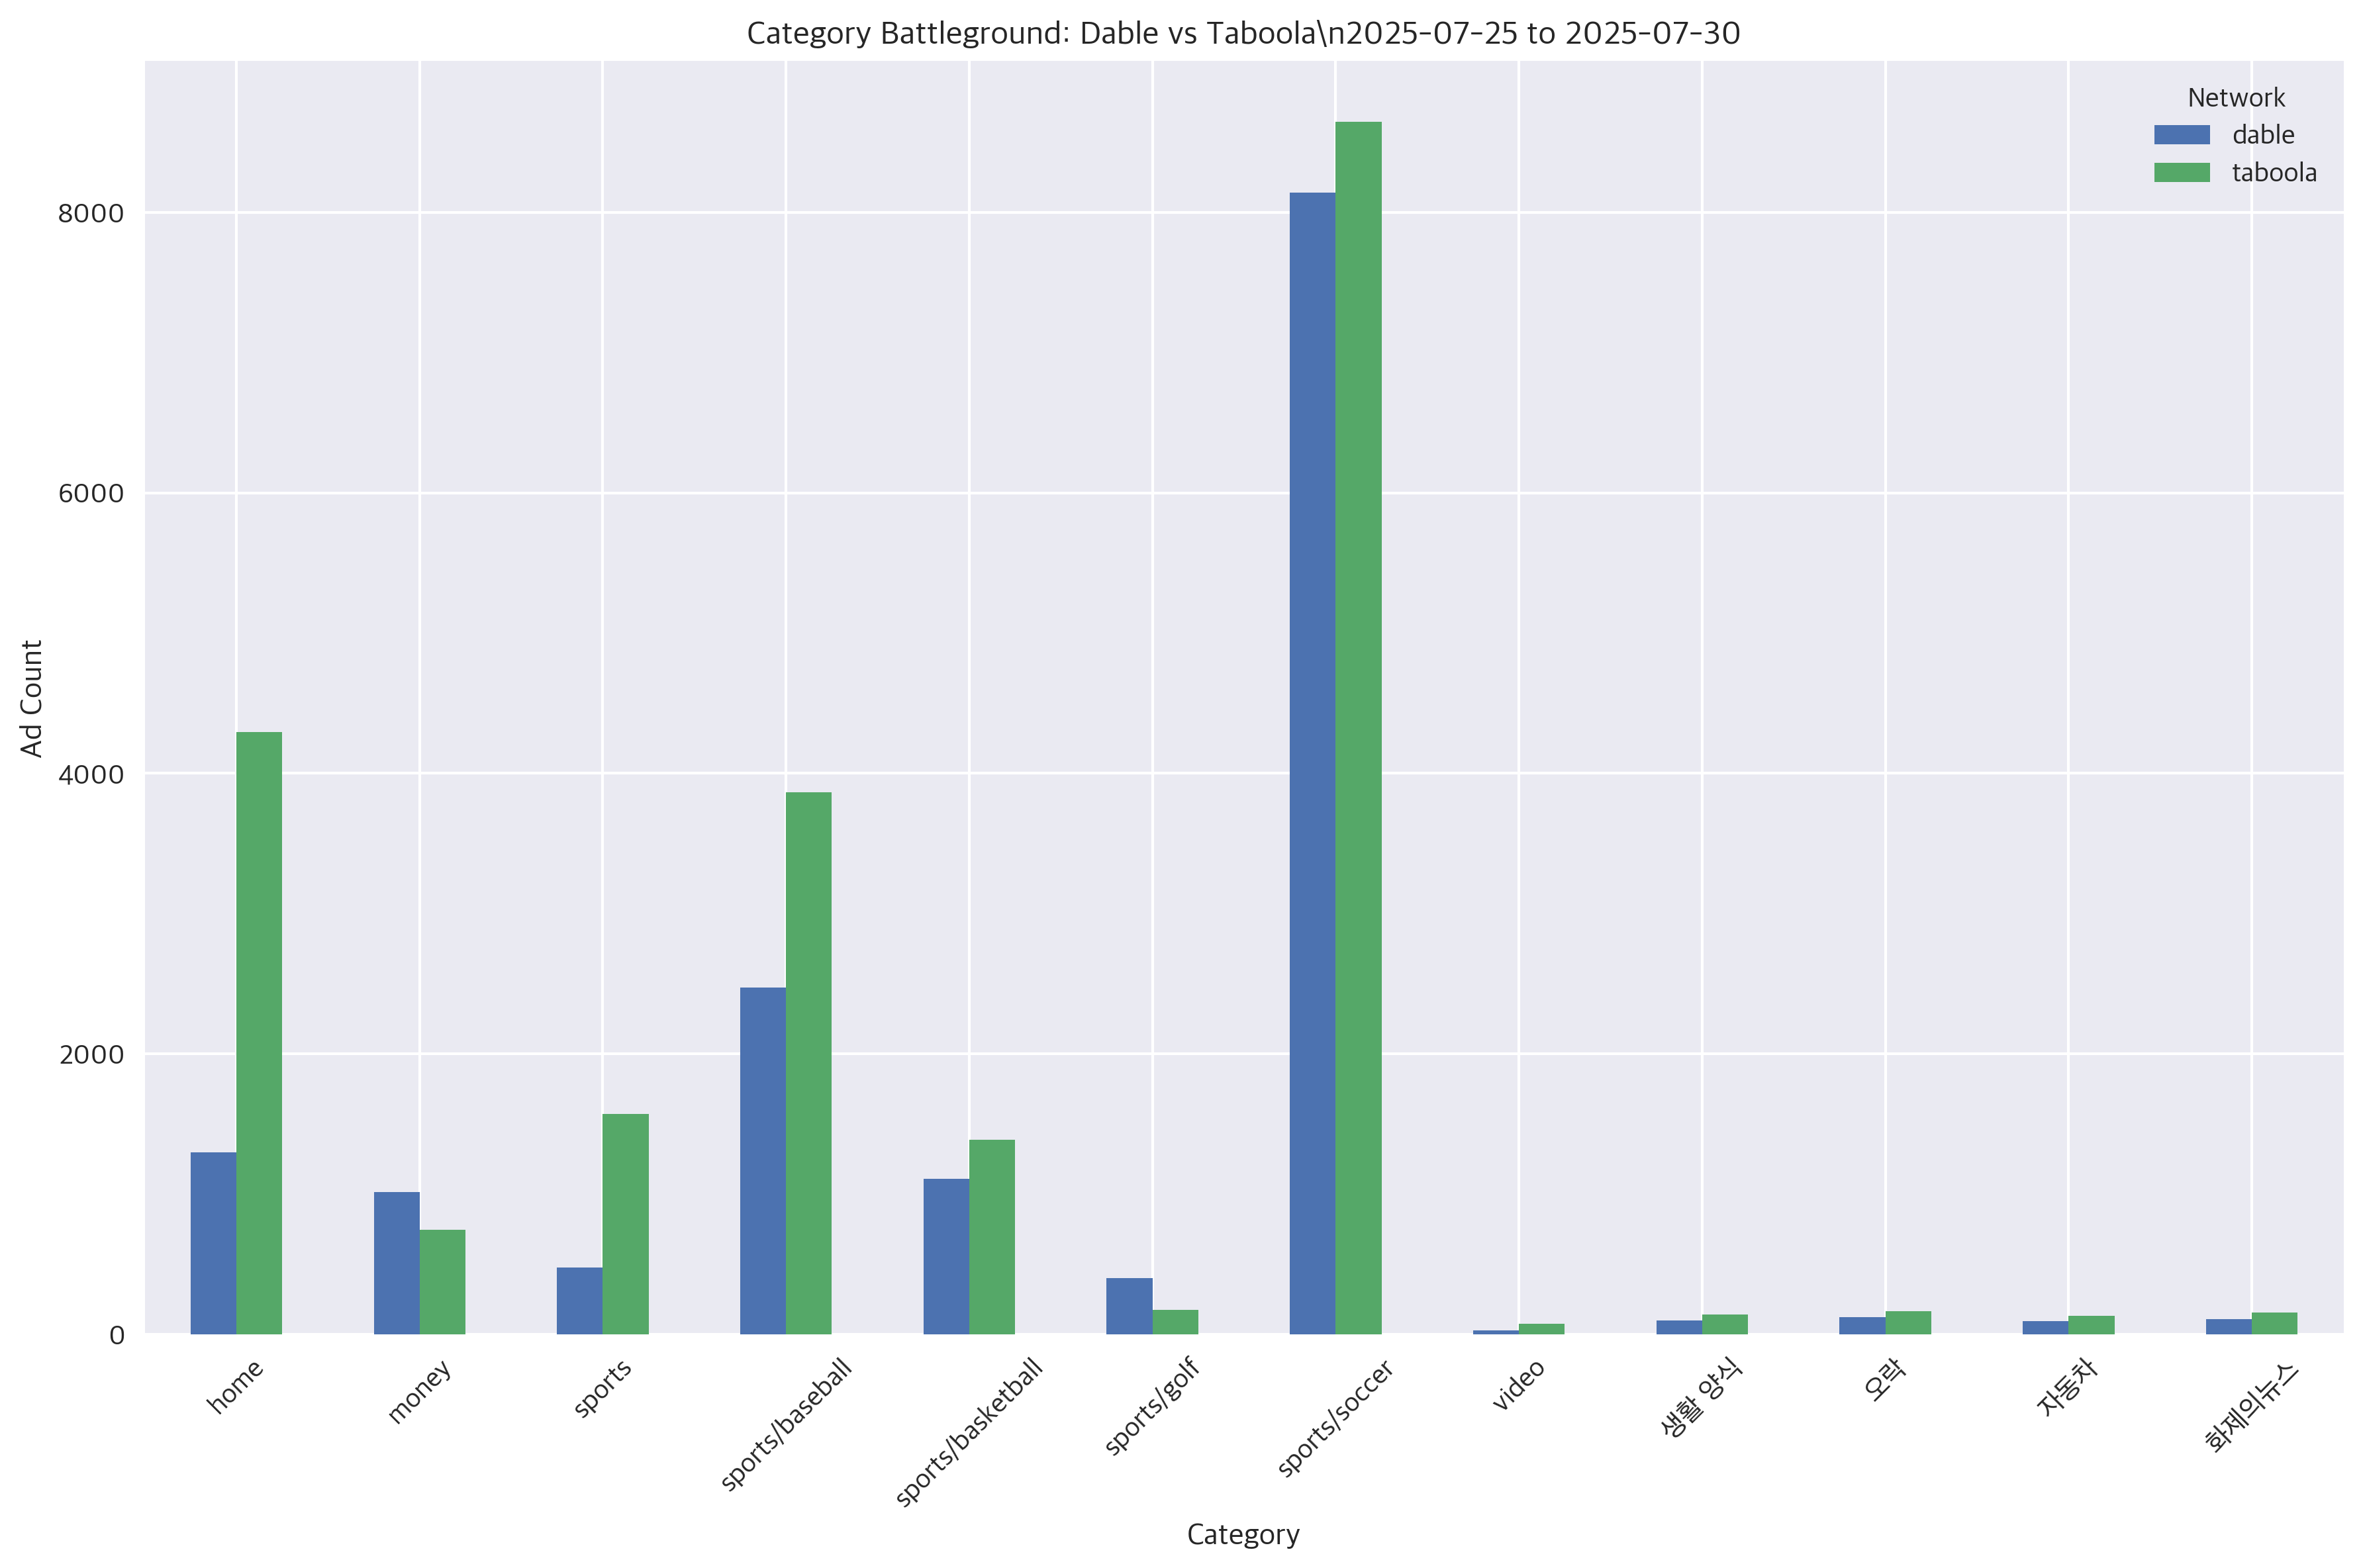 Category Battleground: Dable vs Taboola\n2025-07-25 to 2025-07-30
Network
dable
taboola
Ad Count
8000
6000
4000
2000
0
home
money
sports
sports/baseball
sports/basketball
sports/golf
sports/soccer
video
생활 양식
오락
자동차
화제의뉴스
Category